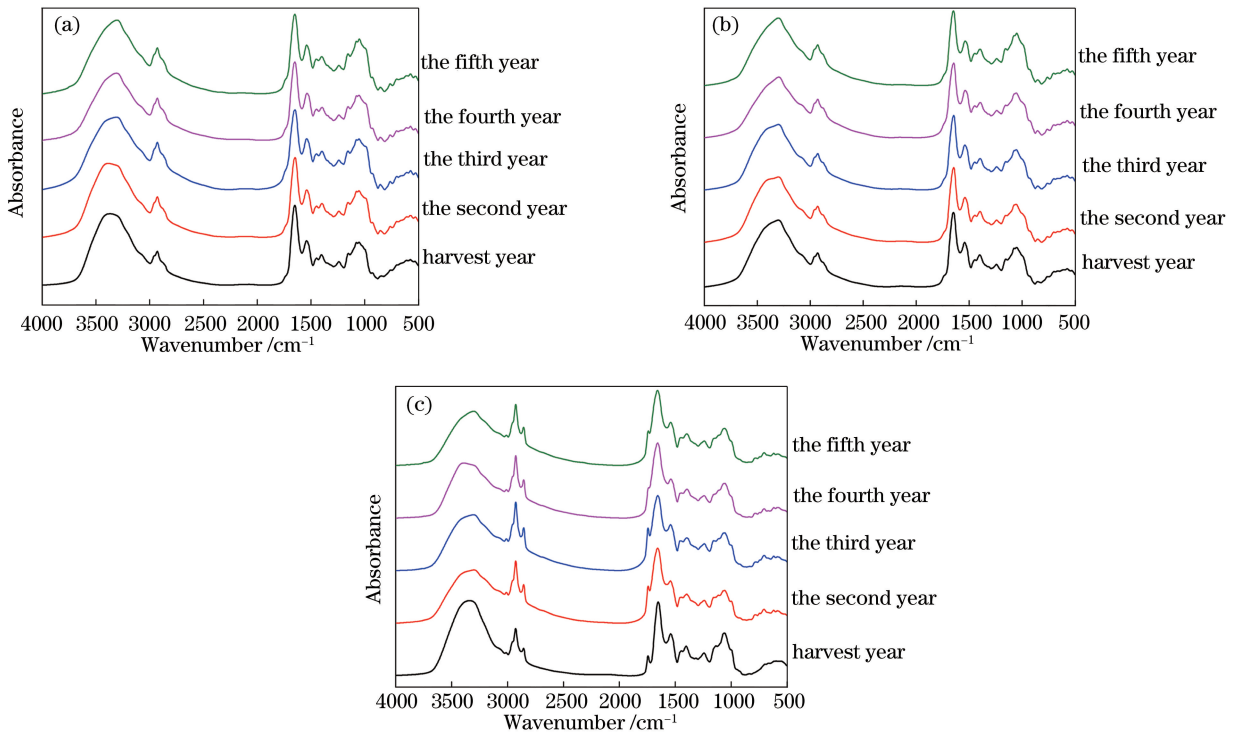 (a)
the fifth year
the fourth year
the third year
the second year
harvest year
Absorbance
4000 3500 3000 2500 2000 1500 1000 500
Wavenumber /cm⁻¹
(b)
the fifth year
the fourth year
the third year
the second year
harvest year
Absorbance
4000 3500 3000 2500 2000 1500 1000 500
Wavenumber /cm⁻¹
(c)
the fifth year
the fourth year
the third year
the second year
harvest year
Absorbance
4000 3500 3000 2500 2000 1500 1000 500
Wavenumber /cm⁻¹